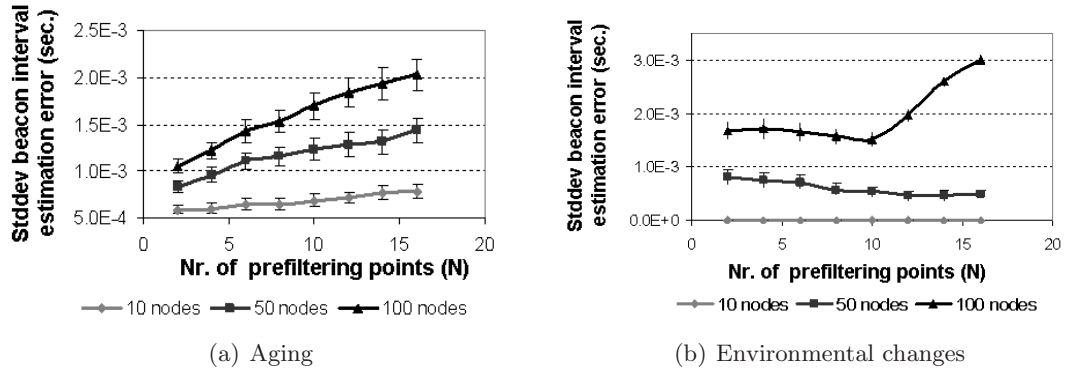 Stddev beacon interval
estimation error (sec.)
2.5E-3
2.0E-3
1.5E-3
1.0E-3
5.0E-4
0 5 10 15 20
Nr. of prefiltering points (N)
10 nodes 50 nodes 100 nodes
(a) Aging
Stddev beacon interval
estimation error (sec.)
3.0E-3
2.0E-3
1.0E-3
0.0E+0
0 5 10 15 20
Nr. of prefiltering points (N)
10 nodes 50 nodes 100 nodes
(b) Environmental changes